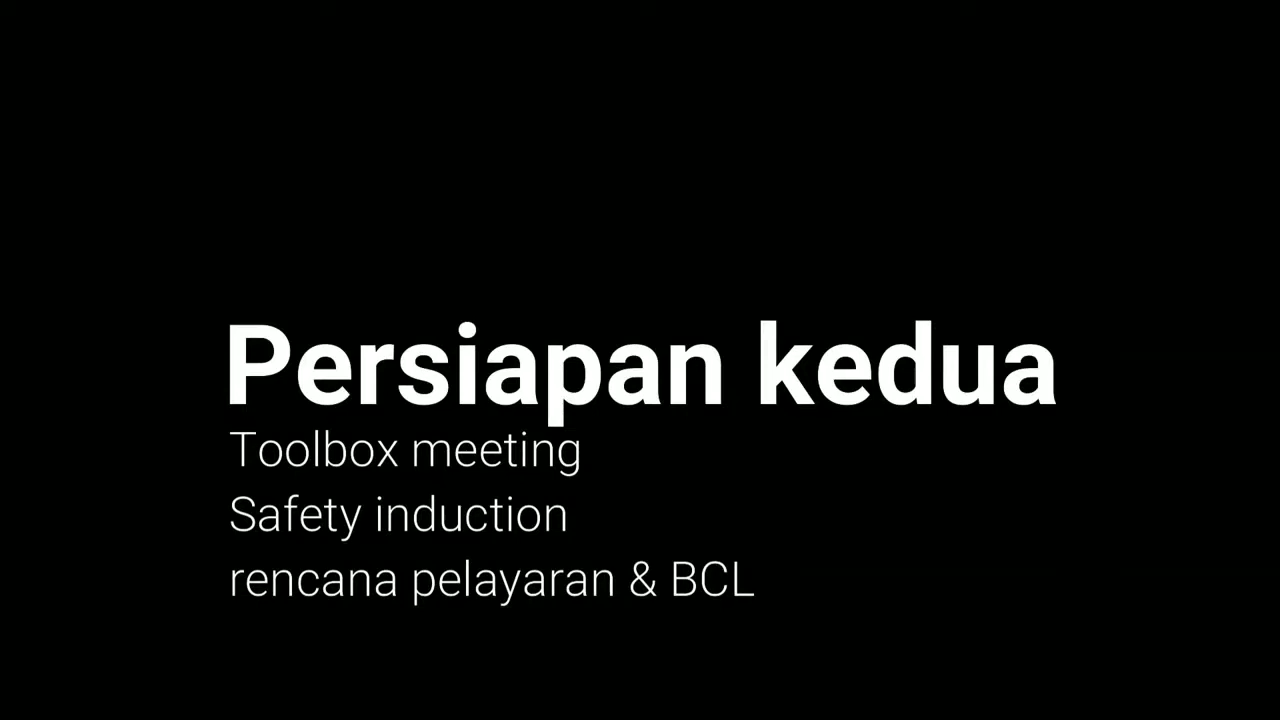 Persiapan kedua
Toolbox meeting
Safety induction
rencana pelayaran & BCL